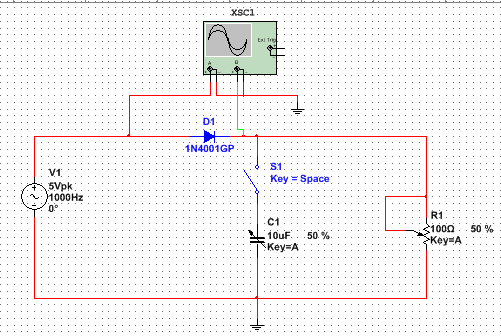 XSC1
Ext Trig
A
B
D1
1N4001GP
S1
Key = Space
V1
5Vpk
1000Hz
0°
C1
10uF 50 %
Key=A
R1
100Ω 50 %
Key=A